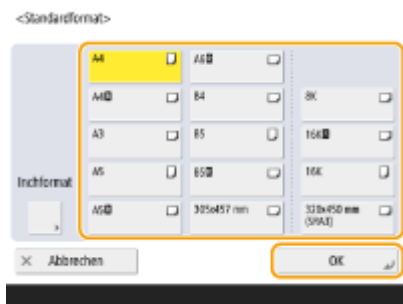 <Standardformat>
A4
A6R
A4R
B4
8K
A3
B5
16KR
Inchformat
A5
B5R
16K
A5R
305x457 mm
320x450 mm
(SRA3)
× Abbrechen
OK